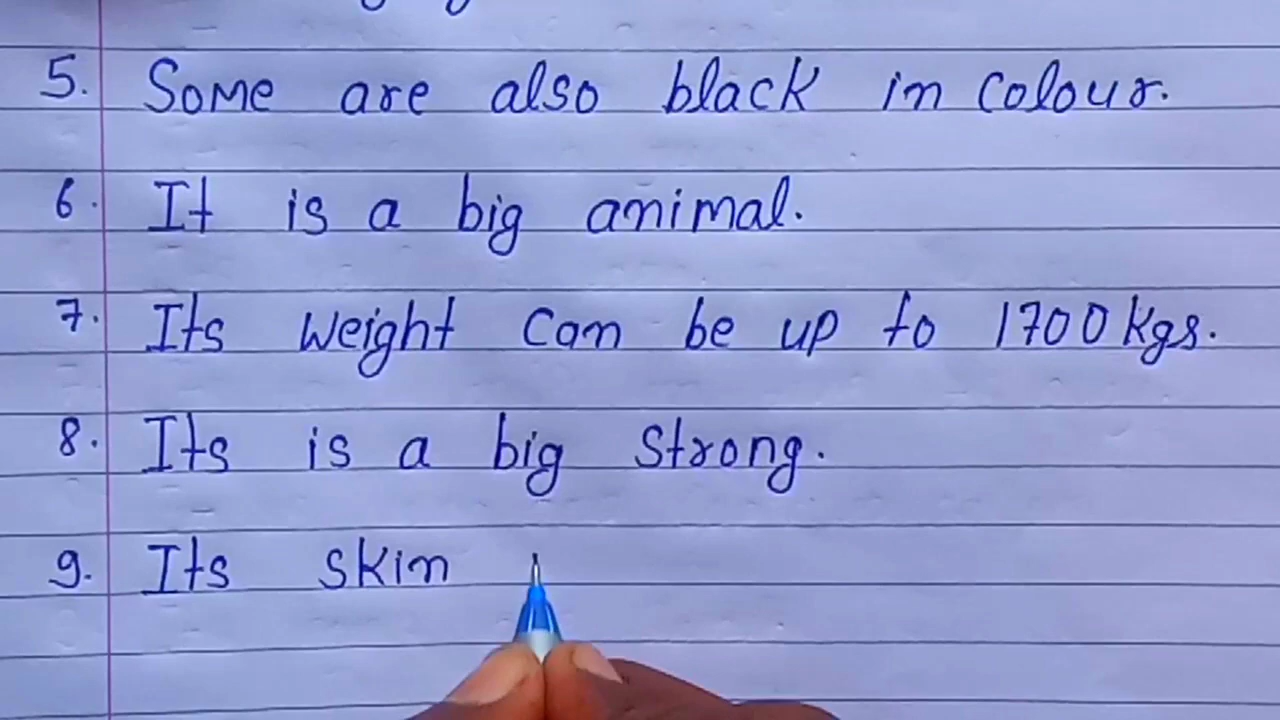 5. Some are also black in colour.
6. It is a big animal.
7. Its weight can be up to 1700 kgs.
8. Its is a big strong.
9. Its skin